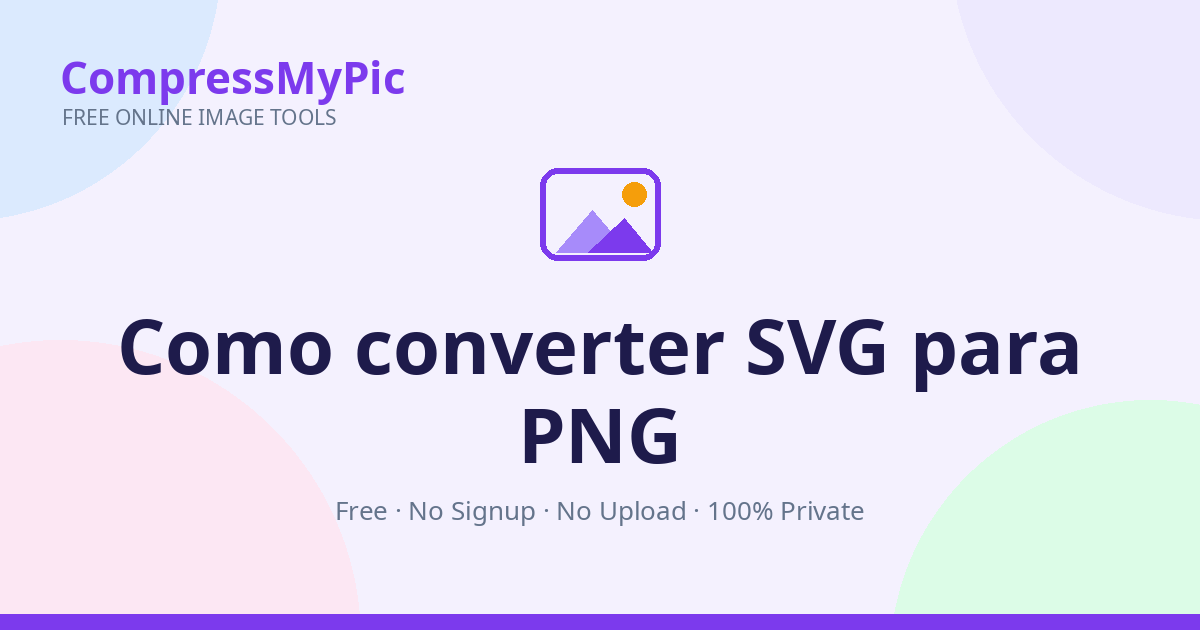 CompressMyPic
FREE ONLINE IMAGE TOOLS
Como converter SVG para
PNG
Free · No Signup · No Upload · 100% Private